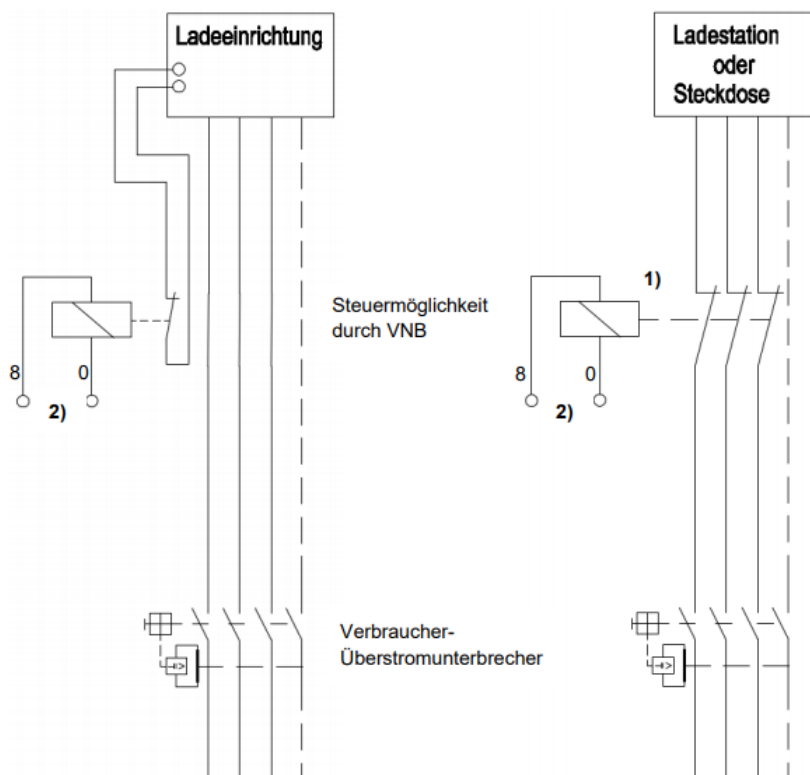 Ladeeinrichtung
Ladestation
oder
Steckdose
1)
Steuermöglichkeit
durch VNB
8
0
2)
8
0
2)
Verbraucher-
Überstromunterbrecher